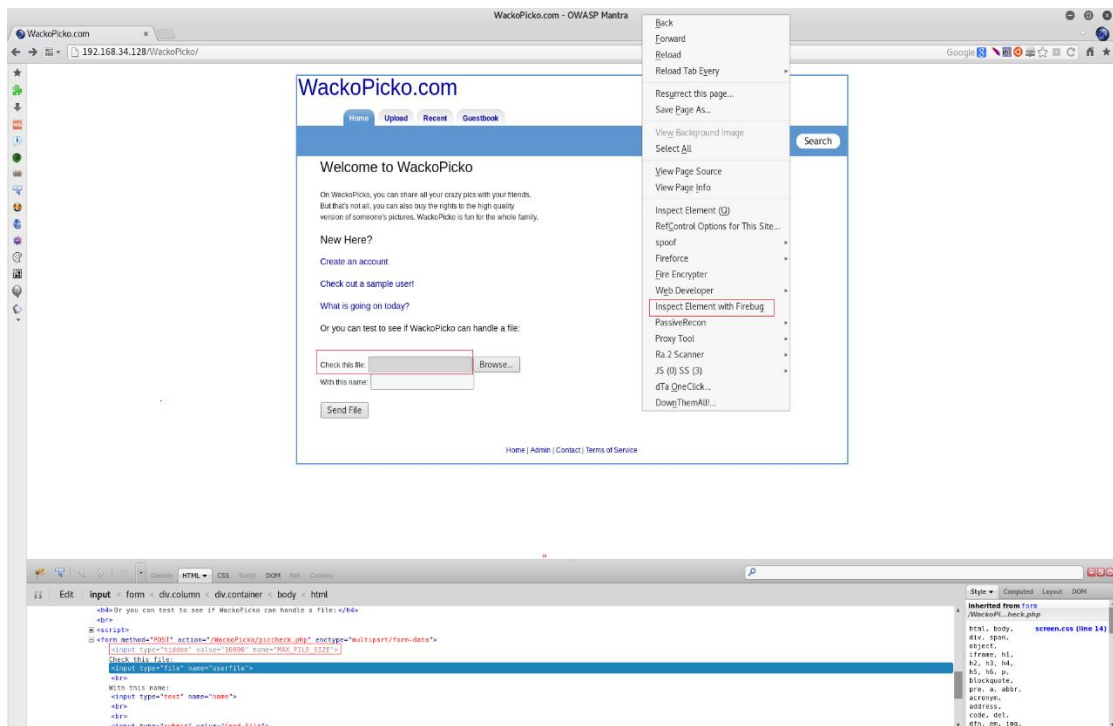 WackoPicko.com - OWASP Mantra
WackoPicko.com
192.168.34.128/WackoPicko/
Google
WackoPicko.com
Home Upload Recent Guestbook
Search
Welcome to WackoPicko
On WackoPicko, you can share all your crazy pics with your friends.
But that's not all, you can also buy the rights to the high quality
version of someone's pictures. WackoPicko is fun for the whole family.
New Here?
Create an account
Check out a sample user!
What is going on today?
Or you can test to see if WackoPicko can handle a file:
Check this file: Browse...
With this name:
Send File
Home | Admin | Contact | Terms of Service
Back
Forward
Reload
Reload Tab Every
Resurrect this page...
Save Page As...
View Background Image
Select All
View Page Source
View Page Info
Inspect Element (Q)
RefControl Options for This Site...
spoof
Fireforce
Fire Encrypter
Web Developer
Inspect Element with Firebug
PassiveRecon
Proxy Tool
Ra.2 Scanner
JS (0) SS (3)
dTa OneClick...
DownThemAll!...
Console HTML CSS Script DOM Net Cookies
Edit input < form < div.column < div.container < body < html
<h4>Or you can test to see if WackoPicko can handle a file:</h4>
<br>
<script>
<form method="POST" action="/WackoPicko/piccheck.php" enctype="multipart/form-data">
<input type="hidden" value="30000" name="MAX_FILE_SIZE">
Check this file:
<input type="file" name="userfile">
<br>
With this name:
<input type="text" name="name">
<br>
<br>
<input type="submit" value="Send File">
Style Computed Layout DOM
Inherited from form
/WackoPi...heck.php
html, body, screen.css (line 14)
div, span,
object,
iframe, h1,
h2, h3, h4,
h5, h6, p,
blockquote,
pre, a, abbr,
acronym,
address,
code, del,
dfn, em, img,